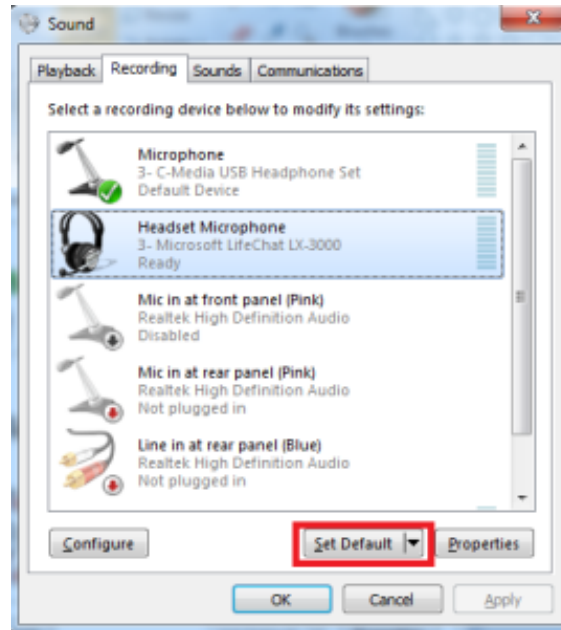 Sound
Playback Recording Sounds Communications
Select a recording device below to modify its settings:
Microphone
3- C-Media USB Headphone Set
Default Device
Headset Microphone
3- Microsoft LifeChat LX-3000
Ready
Mic in at front panel (Pink)
Realtek High Definition Audio
Disabled
Mic in at rear panel (Pink)
Realtek High Definition Audio
Not plugged in
Line in at rear panel (Blue)
Realtek High Definition Audio
Not plugged in
Configure Set Default Properties
OK Cancel Apply